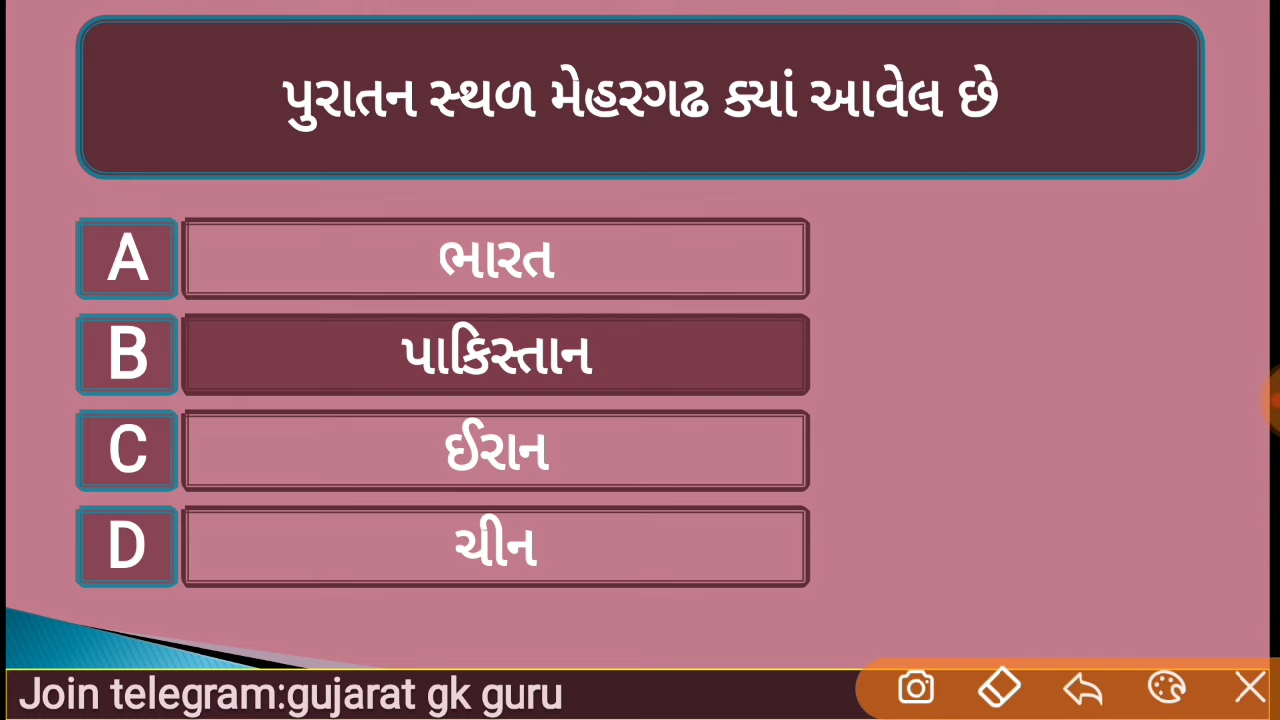 પુરાતન સ્થળ મેહરગઢ ક્યાં આવેલ છે
A ભારત
B પાકિસ્તાન
C ઈરાન
D ચીન
Join telegram:gujarat gk guru